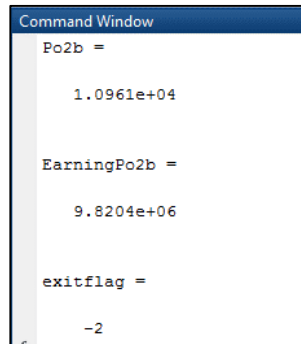 Command Window
Po2b =
1.0961e+04
EarningPo2b =
9.8204e+06
exitflag =
-2